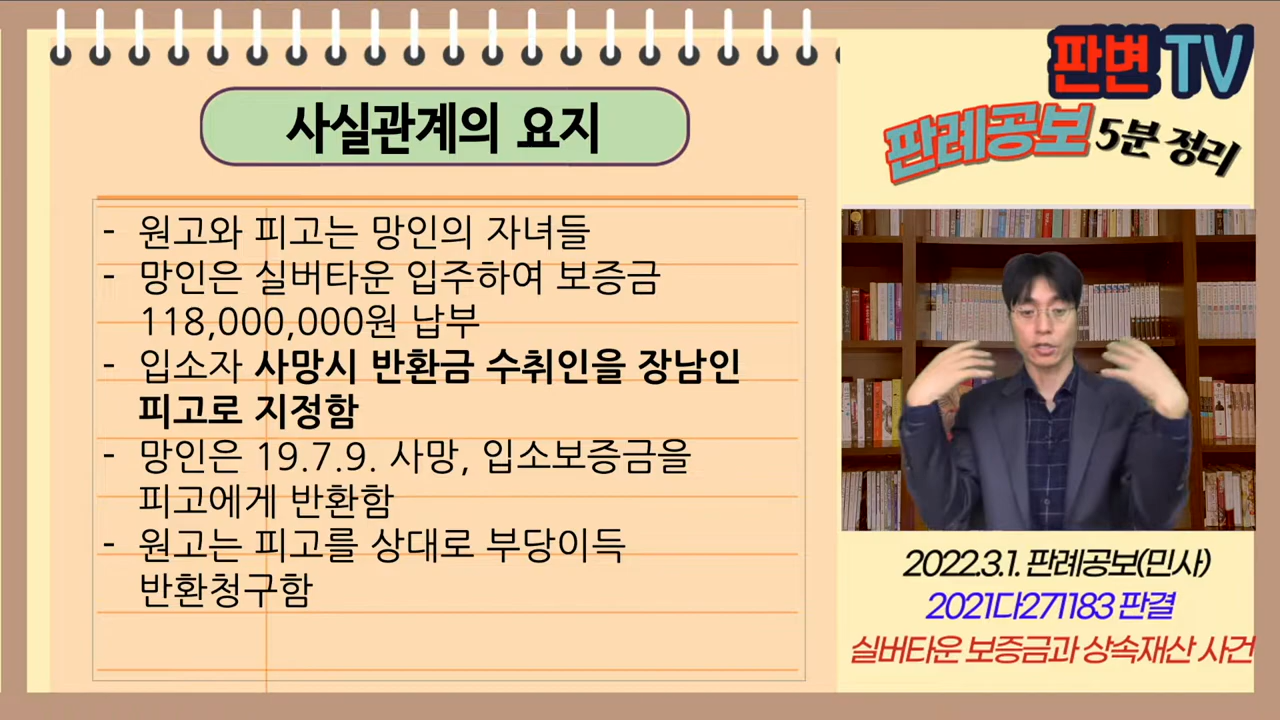 사실관계의 요지
- 원고와 피고는 망인의 자녀들
- 망인은 실버타운 입주하여 보증금
118,000,000원 납부
- 입소자 사망시 반환금 수취인을 장남인
피고로 지정함
- 망인은 19.7.9. 사망, 입소보증금을
피고에게 반환함
- 원고는 피고를 상대로 부당이득
반환청구함
판변 TV
판례공보 5분 정리
2022.3.1. 판례공보(민사)
2021다271183 판결
실버타운 보증금과 상속재산 사건